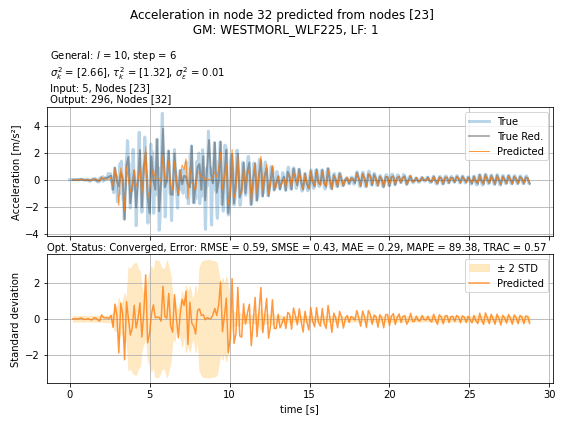 Acceleration in node 32 predicted from nodes [23]
GM: WESTMORL_WLF225, LF: 1
General: l = 10, step = 6
σ²ₖ = [2.66], τ²ₖ = [1.32], σ²ε = 0.01
Input: 5, Nodes [23]
Output: 296, Nodes [32]
True
True Red.
Predicted
Acceleration [m/s²]
4
2
0
−2
−4
Opt. Status: Converged, Error: RMSE = 0.59, SMSE = 0.43, MAE = 0.29, MAPE = 89.38, TRAC = 0.57
± 2 STD
Predicted
Standard deviation
2
0
−2
0 5 10 15 20 25 30
time [s]